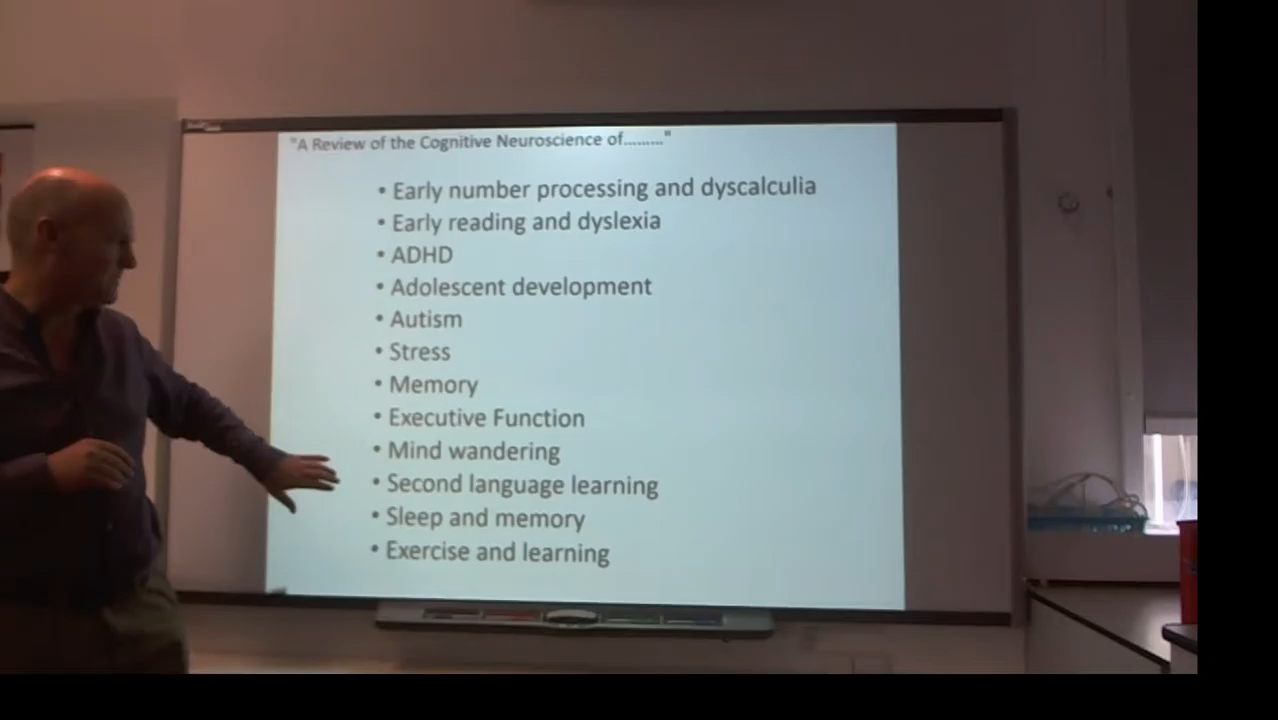 "A Review of the Cognitive Neuroscience of........."
• Early number processing and dyscalculia
• Early reading and dyslexia
• ADHD
• Adolescent development
• Autism
• Stress
• Memory
• Executive Function
• Mind wandering
• Second language learning
• Sleep and memory
• Exercise and learning